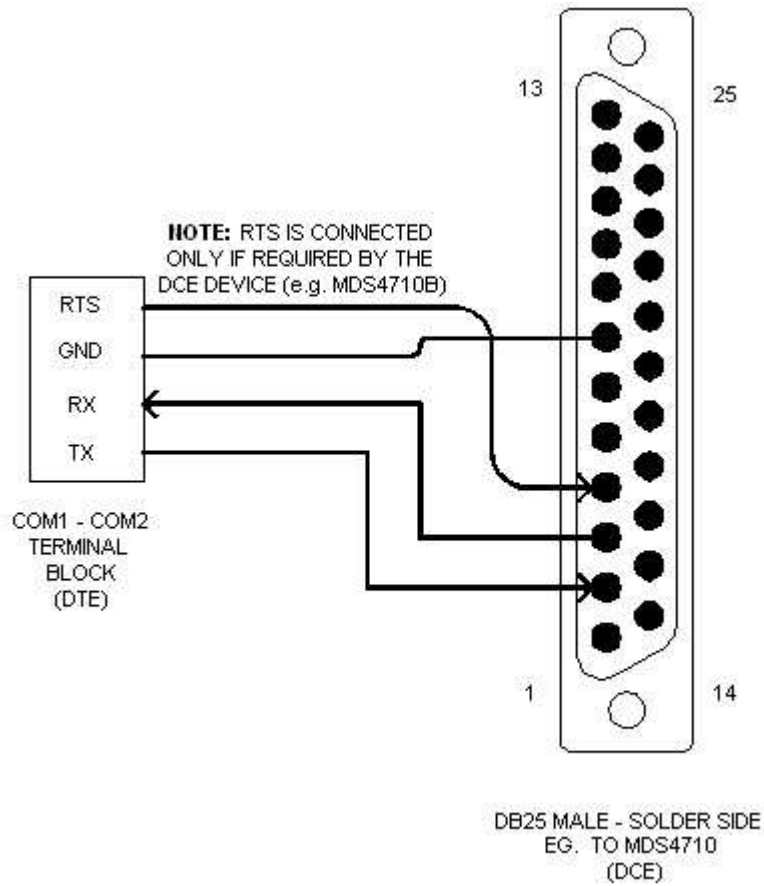 13
25
NOTE: RTS IS CONNECTED
ONLY IF REQUIRED BY THE
DCE DEVICE (e.g. MDS4710B)
RTS
GND
RX
TX
COM1 - COM2
TERMINAL
BLOCK
(DTE)
1
14
DB25 MALE - SOLDER SIDE
EG. TO MDS4710
(DCE)